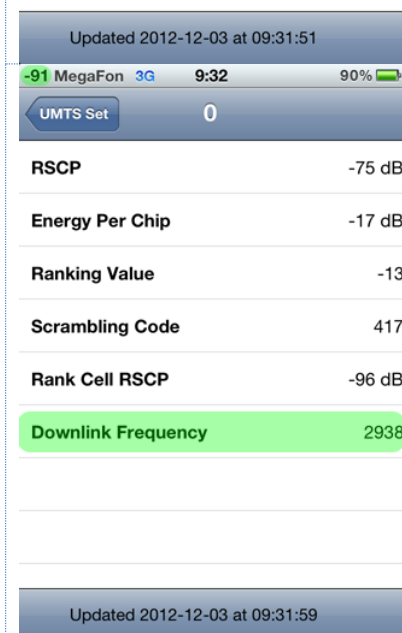 Updated 2012-12-03 at 09:31:51
-91 MegaFon 3G 9:32 90%
UMTS Set 0
RSCP -75 dB
Energy Per Chip -17 dB
Ranking Value -13
Scrambling Code 417
Rank Cell RSCP -96 dB
Downlink Frequency 2938
Updated 2012-12-03 at 09:31:59